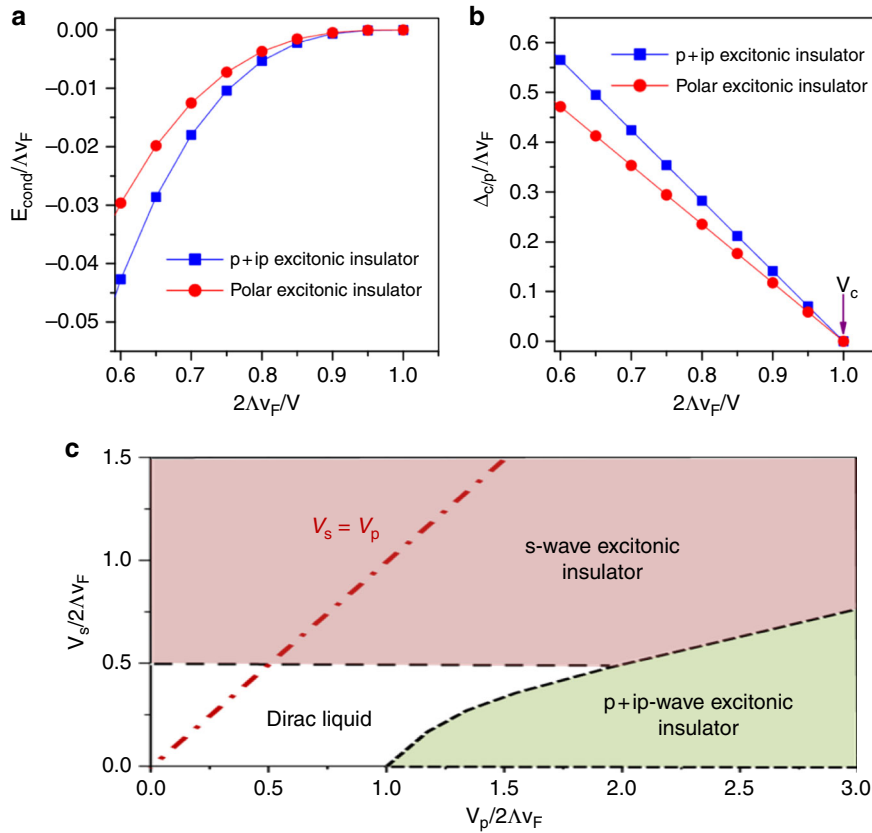 a
0.00
−0.01
−0.02
−0.03
−0.04
−0.05
E_cond/Λv_F
p+ip excitonic insulator
Polar excitonic insulator
0.6 0.7 0.8 0.9 1.0
2Λv_F/V
b
0.6
0.5
0.4
0.3
0.2
0.1
0.0
Δ_c/p/Λv_F
p+ip excitonic insulator
Polar excitonic insulator
V_c
0.6 0.7 0.8 0.9 1.0
2Λv_F/V
c
1.5
1.0
0.5
0.0
V_s/2Λv_F
V_s = V_p
s-wave excitonic
insulator
Dirac liquid
p+ip-wave excitonic
insulator
0.0 0.5 1.0 1.5 2.0 2.5 3.0
V_p/2Λv_F